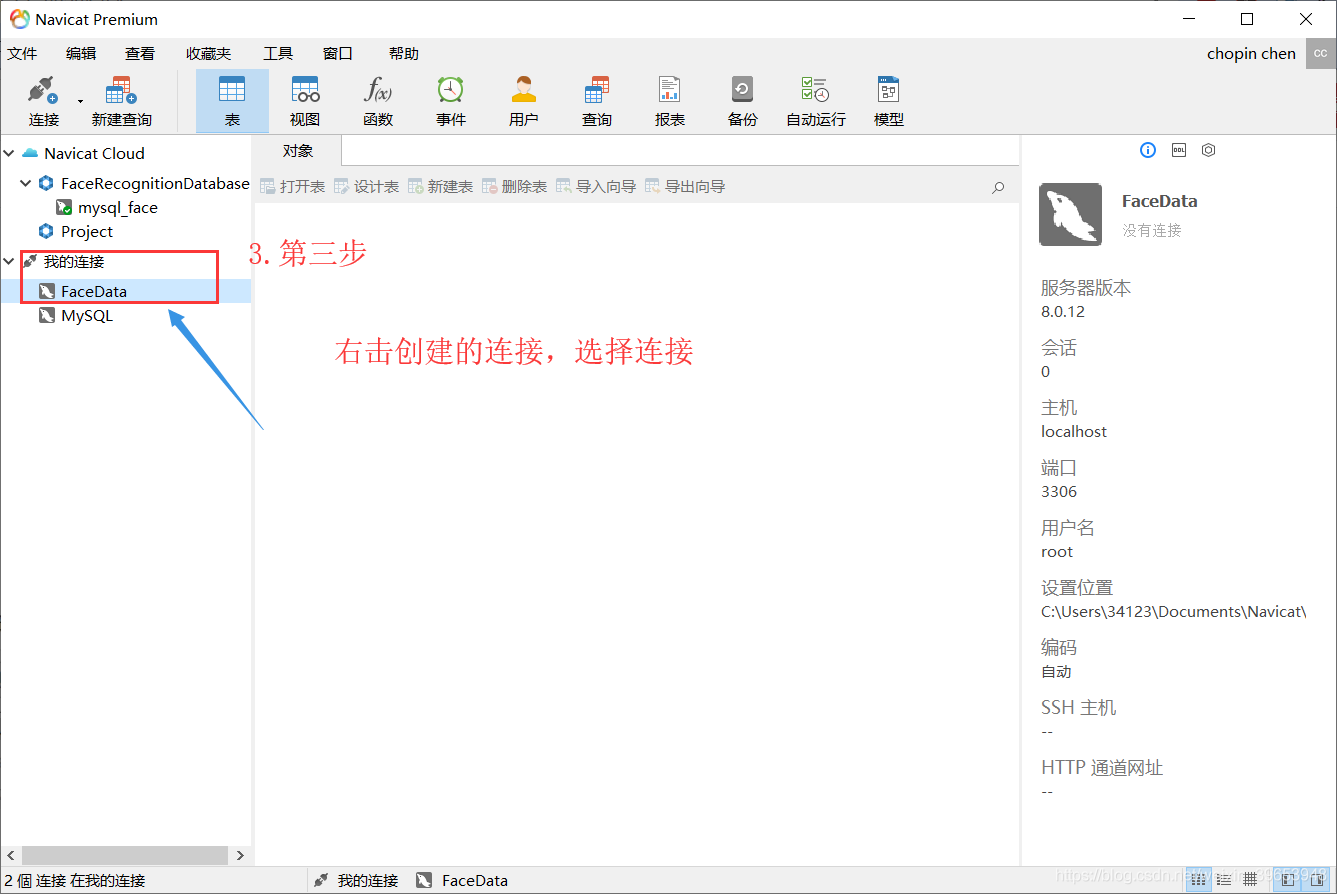 Navicat Premium
文件 编辑 查看 收藏夹 工具 窗口 帮助 chopin chen CC
连接 新建查询 表 视图 函数 事件 用户 查询 报表 备份 自动运行 模型
Navicat Cloud
FaceRecognitionDatabase
mysql_face
Project
我的连接
FaceData
MySQL
对象
打开表 设计表 新建表 删除表 导入向导 导出向导
3. 第三步
右击创建的连接，选择连接
DDL
FaceData
没有连接
服务器版本
8.0.12
会话
0
主机
localhost
端口
3306
用户名
root
设置位置
C:\Users\34123\Documents\Navicat\
编码
自动
SSH 主机
--
HTTP 通道网址
--
2 個 连接 在我的连接 我的连接 FaceData